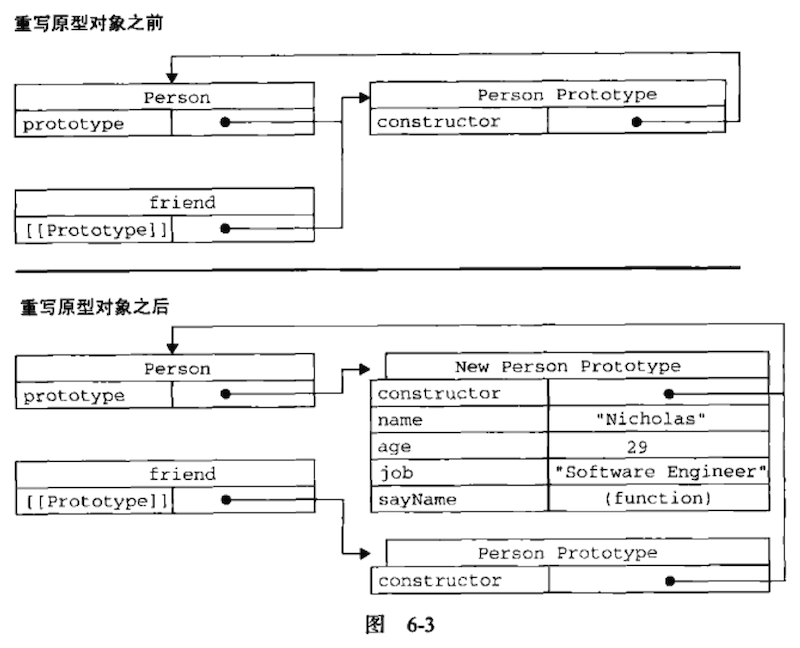 重写原型对象之前
Person
prototype
Person Prototype
constructor
friend
[[Prototype]]
重写原型对象之后
Person
prototype
New Person Prototype
constructor
name "Nicholas"
age 29
job "Software Engineer"
sayName (function)
friend
[[Prototype]]
Person Prototype
constructor
图 6-3